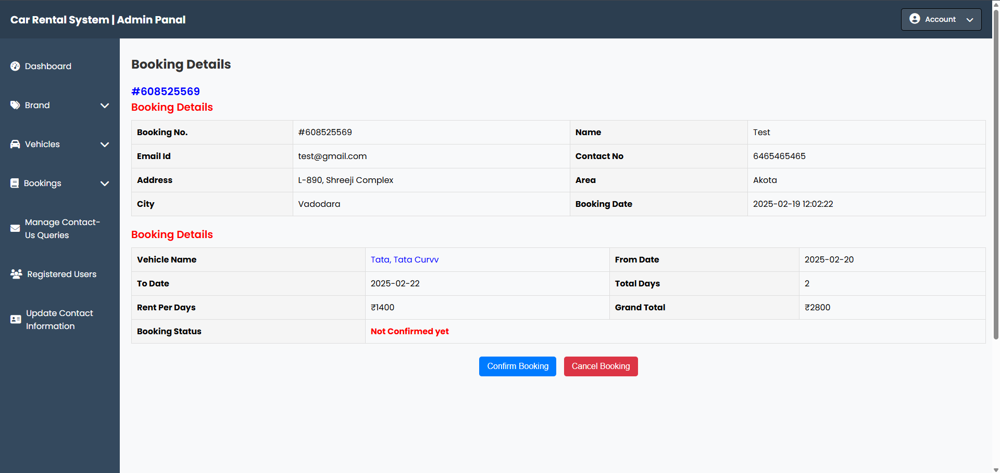 Car Rental System | Admin Panal
Account
Dashboard
Brand
Vehicles
Bookings
Manage Contact-
Us Queries
Registered Users
Update Contact
Information
Booking Details
#608525569
Booking Details
Booking No. #608525569 Name Test
Email Id test@gmail.com Contact No 6465465465
Address L-890, Shreeji Complex Area Akota
City Vadodara Booking Date 2025-02-19 12:02:22
Booking Details
Vehicle Name Tata, Tata Curvv From Date 2025-02-20
To Date 2025-02-22 Total Days 2
Rent Per Days ₹1400 Grand Total ₹2800
Booking Status Not Confirmed yet
Confirm Booking Cancel Booking